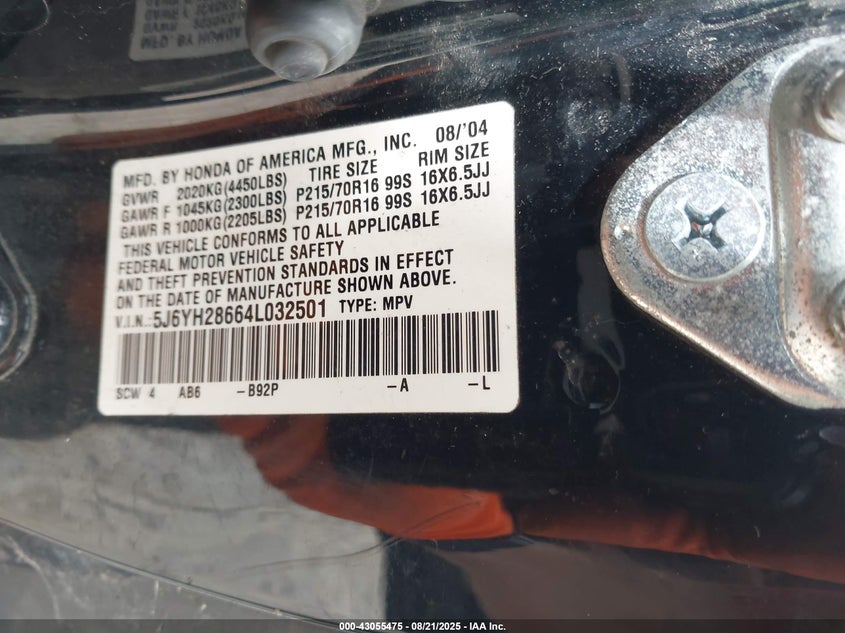 MFD. BY HONDA OF AMERICA MFG., INC. 08/'04
GVWR 2020KG(4450LBS) TIRE SIZE RIM SIZE
GAWR F 1045KG(2300LBS) P215/70R16 99S 16X6.5JJ
GAWR R 1000KG(2205LBS) P215/70R16 99S 16X6.5JJ
THIS VEHICLE CONFORMS TO ALL APPLICABLE
FEDERAL MOTOR VEHICLE SAFETY
AND THEFT PREVENTION STANDARDS IN EFFECT
ON THE DATE OF MANUFACTURE SHOWN ABOVE.
V.I.N.:5J6YH28664L032501 TYPE: MPV
SCW 4 AB6 -B92P -A -L
000-43055475 - 08/21/2025 - IAA Inc.